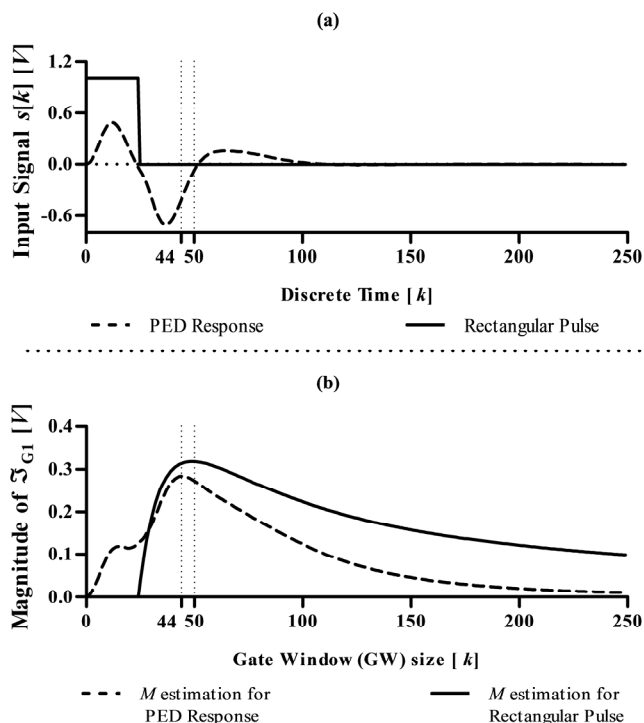 (a)
Input Signal s[k] [V]
1.2
0.6
0.0
-0.6
0 44 50 100 150 200 250
Discrete Time [ k]
PED Response Rectangular Pulse
(b)
Magnitude of ℑG1 [V]
0.4
0.3
0.2
0.1
0.0
0 44 50 100 150 200 250
Gate Window (GW) size [ k]
M estimation for M estimation for
PED Response Rectangular Pulse